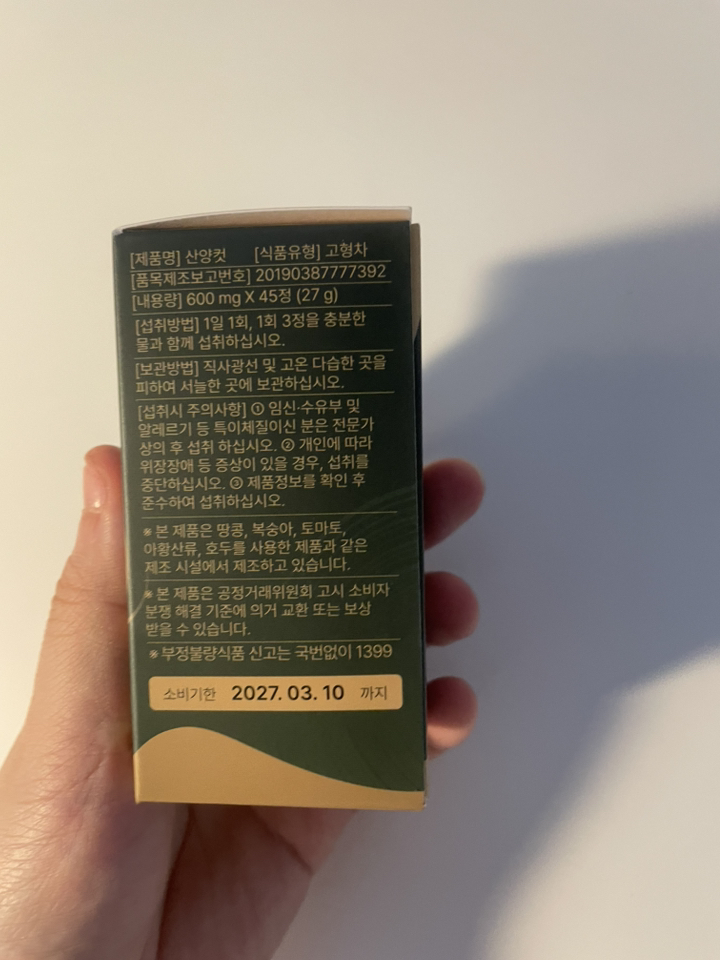 [제품명] 산양컷 [식품유형] 고형차
[품목제조보고번호] 20190387777392
[내용량] 600 mg X 45정 (27 g)
[섭취방법] 1일 1회, 1회 3정을 충분한
물과 함께 섭취하십시오.
[보관방법] 직사광선 및 고온 다습한 곳을
피하여 서늘한 곳에 보관하십시오.
[섭취시 주의사항] ① 임신·수유부 및
알레르기 등 특이체질이신 분은 전문가
상의 후 섭취 하십시오. ② 개인에 따라
위장장애 등 증상이 있을 경우, 섭취를
중단하십시오. ③ 제품정보를 확인 후
준수하여 섭취하십시오.
※ 본 제품은 땅콩, 복숭아, 토마토,
아황산류, 호두를 사용한 제품과 같은
제조 시설에서 제조하고 있습니다.
※ 본 제품은 공정거래위원회 고시 소비자
분쟁 해결 기준에 의거 교환 또는 보상
받을 수 있습니다.
※ 부정불량식품 신고는 국번없이 1399
소비기한 2027. 03. 10 까지